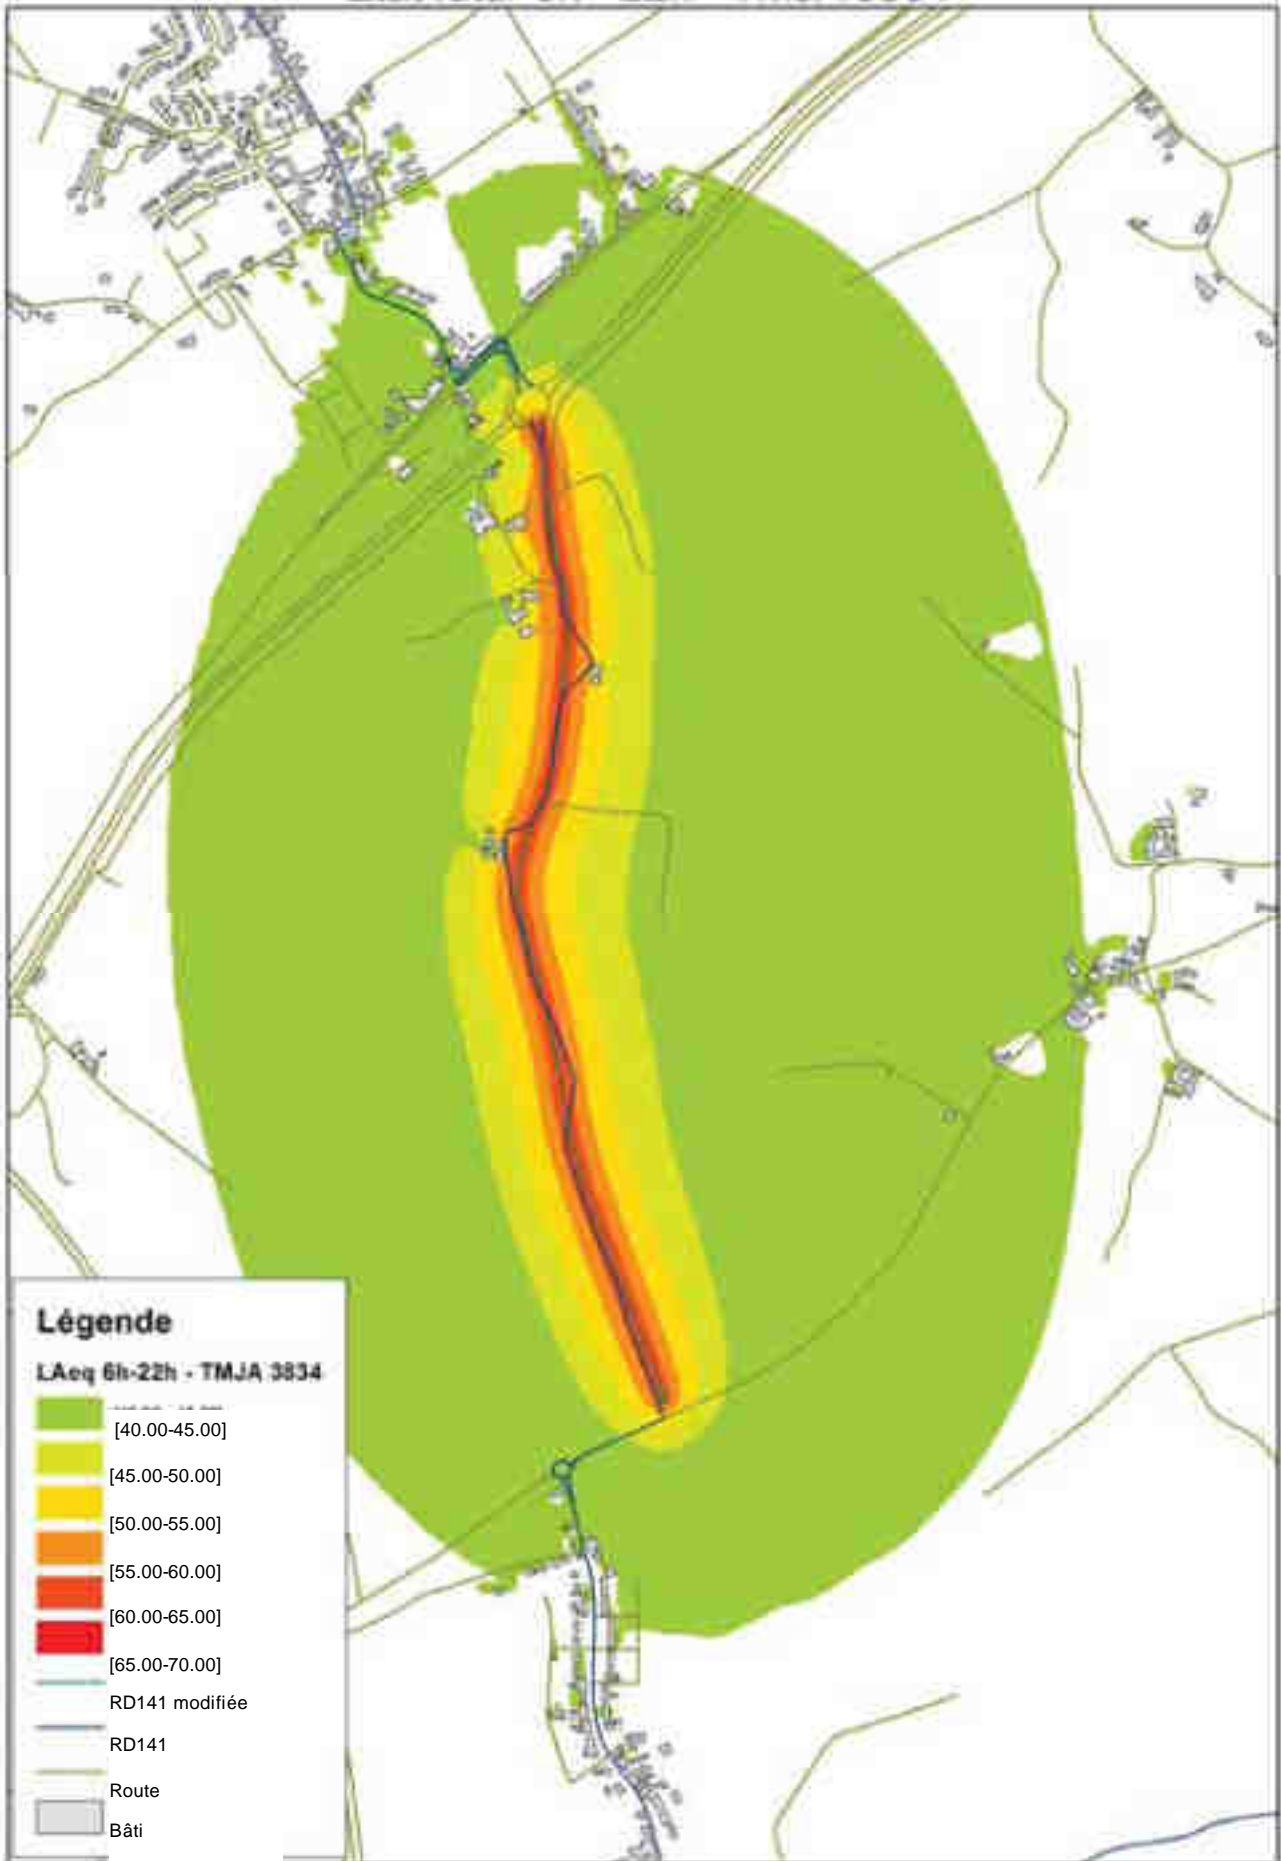 Légende
LAeq 6h-22h - TMJA 3834
[40.00-45.00]
[45.00-50.00]
[50.00-55.00]
[55.00-60.00]
[60.00-65.00]
[65.00-70.00]
RD141 modifiée
RD141
Route
Bâti